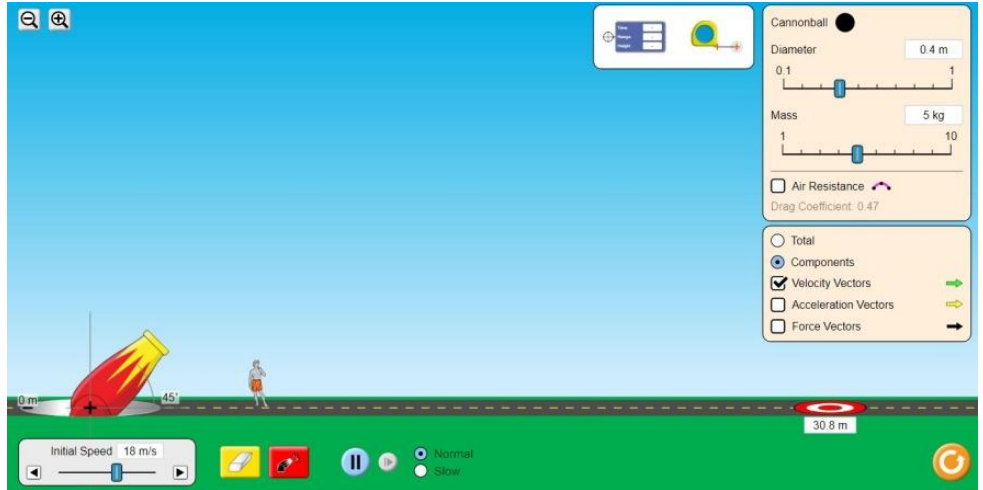 Time
Range
Height
Cannonball
Diameter 0.4 m
0.1 1
Mass 5 kg
1 10
Air Resistance
Drag Coefficient: 0.47
Total
Components
Velocity Vectors
Acceleration Vectors
Force Vectors
0 m
45°
30.8 m
Initial Speed 18 m/s
Normal
Slow